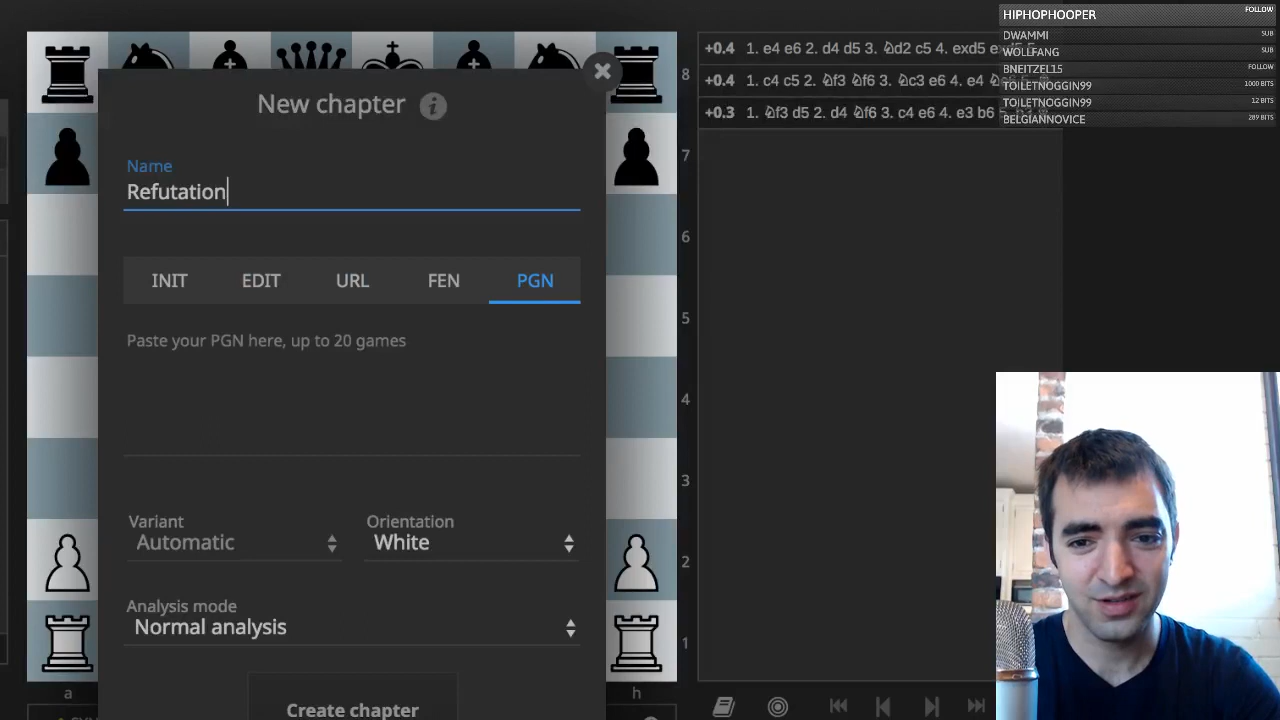 New chapter
Name
Refutation
INIT EDIT URL FEN PGN
Paste your PGN here, up to 20 games
Variant
Automatic
Orientation
White
Analysis mode
Normal analysis
Create chapter
8
7
6
5
4
3
2
1
a
h
+0.4 1. e4 e6 2. d4 d5 3. ♘d2 c5 4. exd5
+0.4 1. c4 c5 2. ♘f3 ♘f6 3. ♘c3 e6 4. e4
+0.3 1. ♘f3 d5 2. d4 ♘f6 3. c4 e6 4. e3 b6
HIPHOPHOOPER FOLLOW
DWAMMI SUB
WOLLFANG SUB
BNEITZEL15 FOLLOW
TOILETNOGGIN99 1000 BITS
TOILETNOGGIN99 12 BITS
BELGIANNOVICE 289 BITS